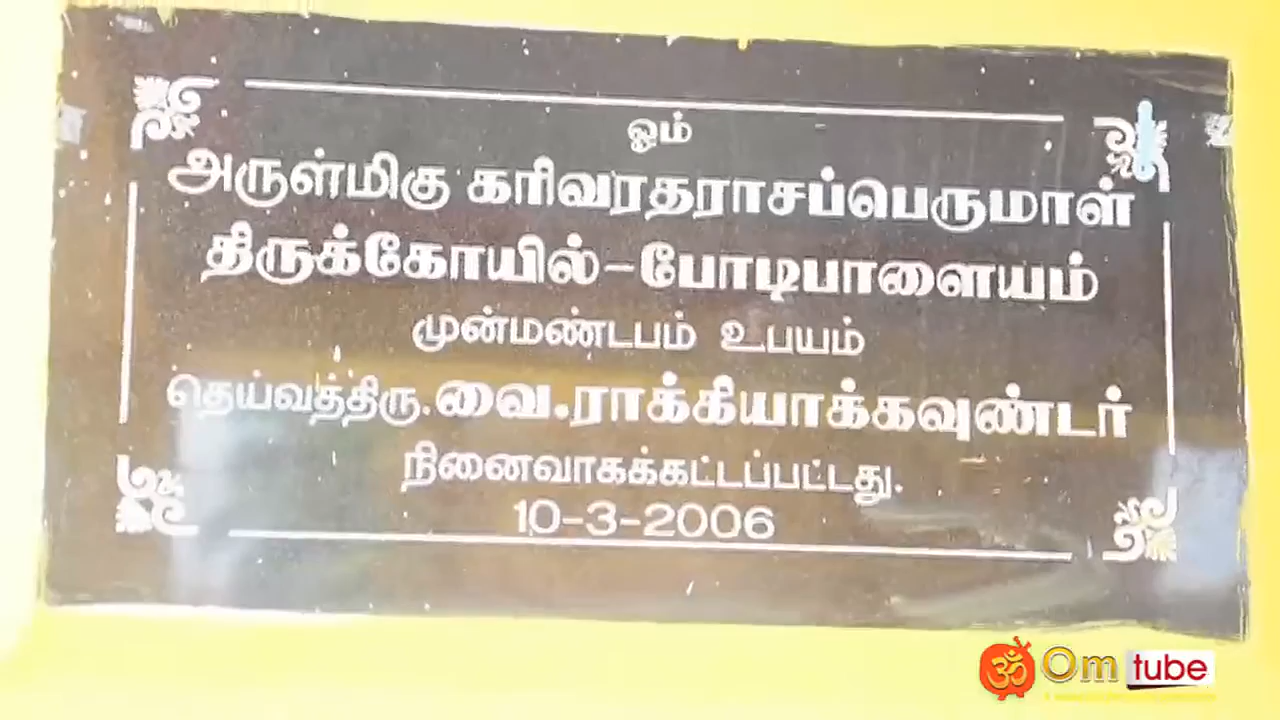 ஓம்
அருள்மிகு கரிவரதராசப்பெருமாள்
திருக்கோயில்-போடிபாளையம்
முன்மண்டபம் உபயம்
தெய்வத்திரு.வை.ராக்கியாக்கவுண்டர்
நினைவாகக்கட்டப்பட்டது.
10-3-2006
ॐ Om tube